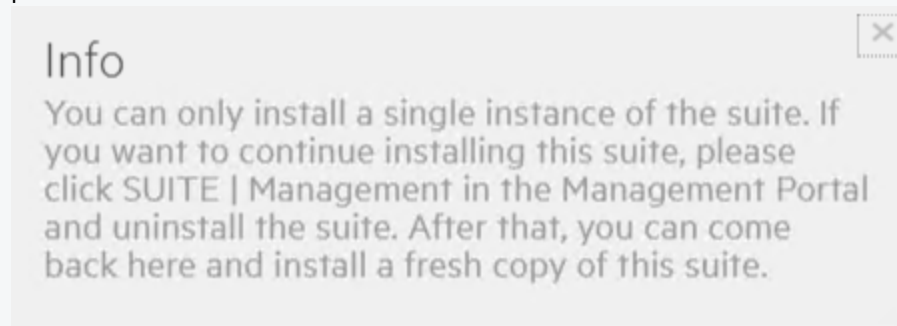 Info
You can only install a single instance of the suite. If
you want to continue installing this suite, please
click SUITE | Management in the Management Portal
and uninstall the suite. After that, you can come
back here and install a fresh copy of this suite.